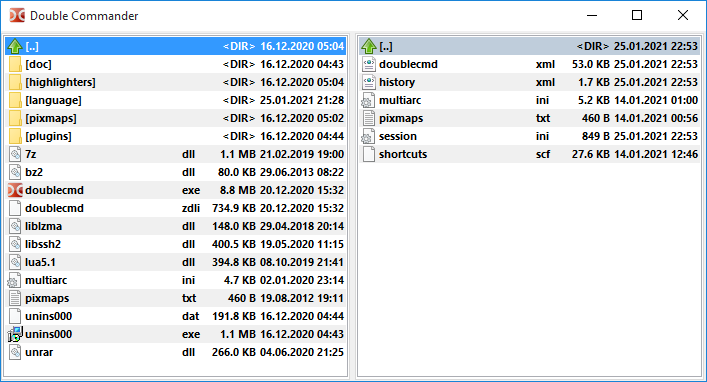 Double Commander
[..] <DIR> 16.12.2020 05:04
[doc] <DIR> 16.12.2020 04:43
[highlighters] <DIR> 16.12.2020 05:04
[language] <DIR> 25.01.2021 21:28
[pixmaps] <DIR> 16.12.2020 05:02
[plugins] <DIR> 16.12.2020 04:44
7z dll 1.1 MB 21.02.2019 19:00
bz2 dll 80.0 KB 29.06.2013 08:22
doublecmd exe 8.8 MB 20.12.2020 15:32
doublecmd zdli 734.9 KB 20.12.2020 15:32
liblzma dll 148.0 KB 29.04.2018 20:14
libssh2 dll 400.5 KB 19.05.2020 11:15
lua5.1 dll 394.8 KB 08.10.2019 21:41
multiarc ini 4.7 KB 02.01.2020 23:14
pixmaps txt 460 B 19.08.2012 19:11
unins000 dat 191.8 KB 16.12.2020 04:44
unins000 exe 1.1 MB 16.12.2020 04:43
unrar dll 266.0 KB 04.06.2020 21:25
[..] <DIR> 25.01.2021 22:53
doublecmd xml 53.0 KB 25.01.2021 22:53
history xml 1.7 KB 25.01.2021 22:53
multiarc ini 5.2 KB 14.01.2021 01:00
pixmaps txt 460 B 14.01.2021 00:56
session ini 849 B 25.01.2021 22:53
shortcuts scf 27.6 KB 14.01.2021 12:46